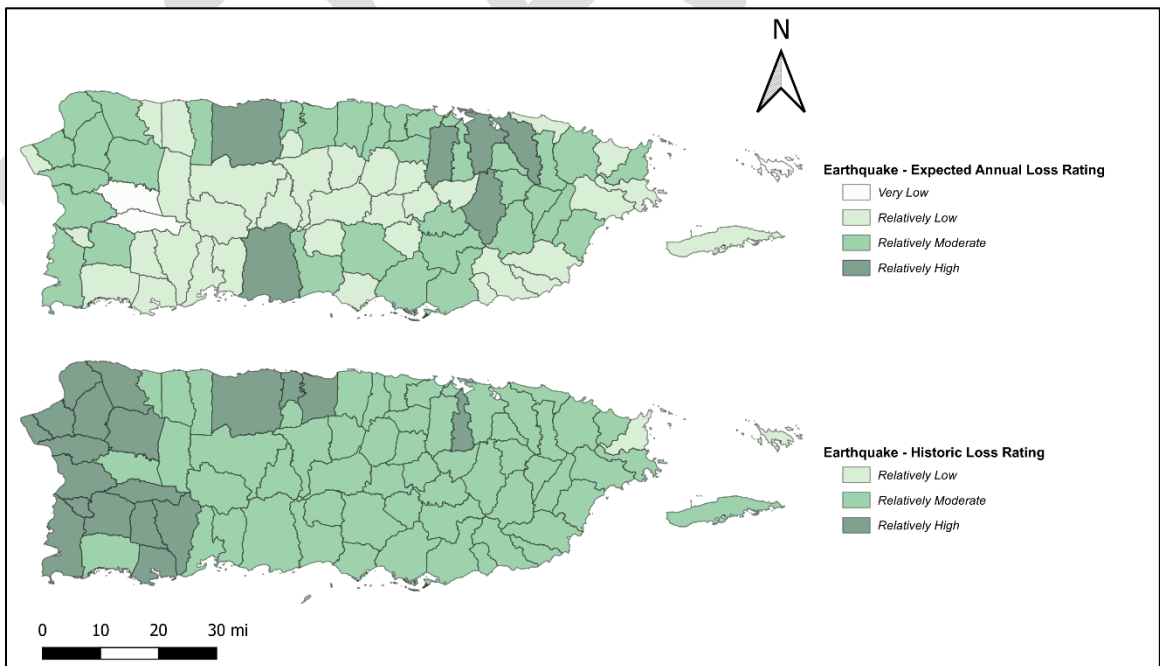 N
Earthquake - Expected Annual Loss Rating
Very Low
Relatively Low
Relatively Moderate
Relatively High
Earthquake - Historic Loss Rating
Relatively Low
Relatively Moderate
Relatively High
0 10 20 30 mi